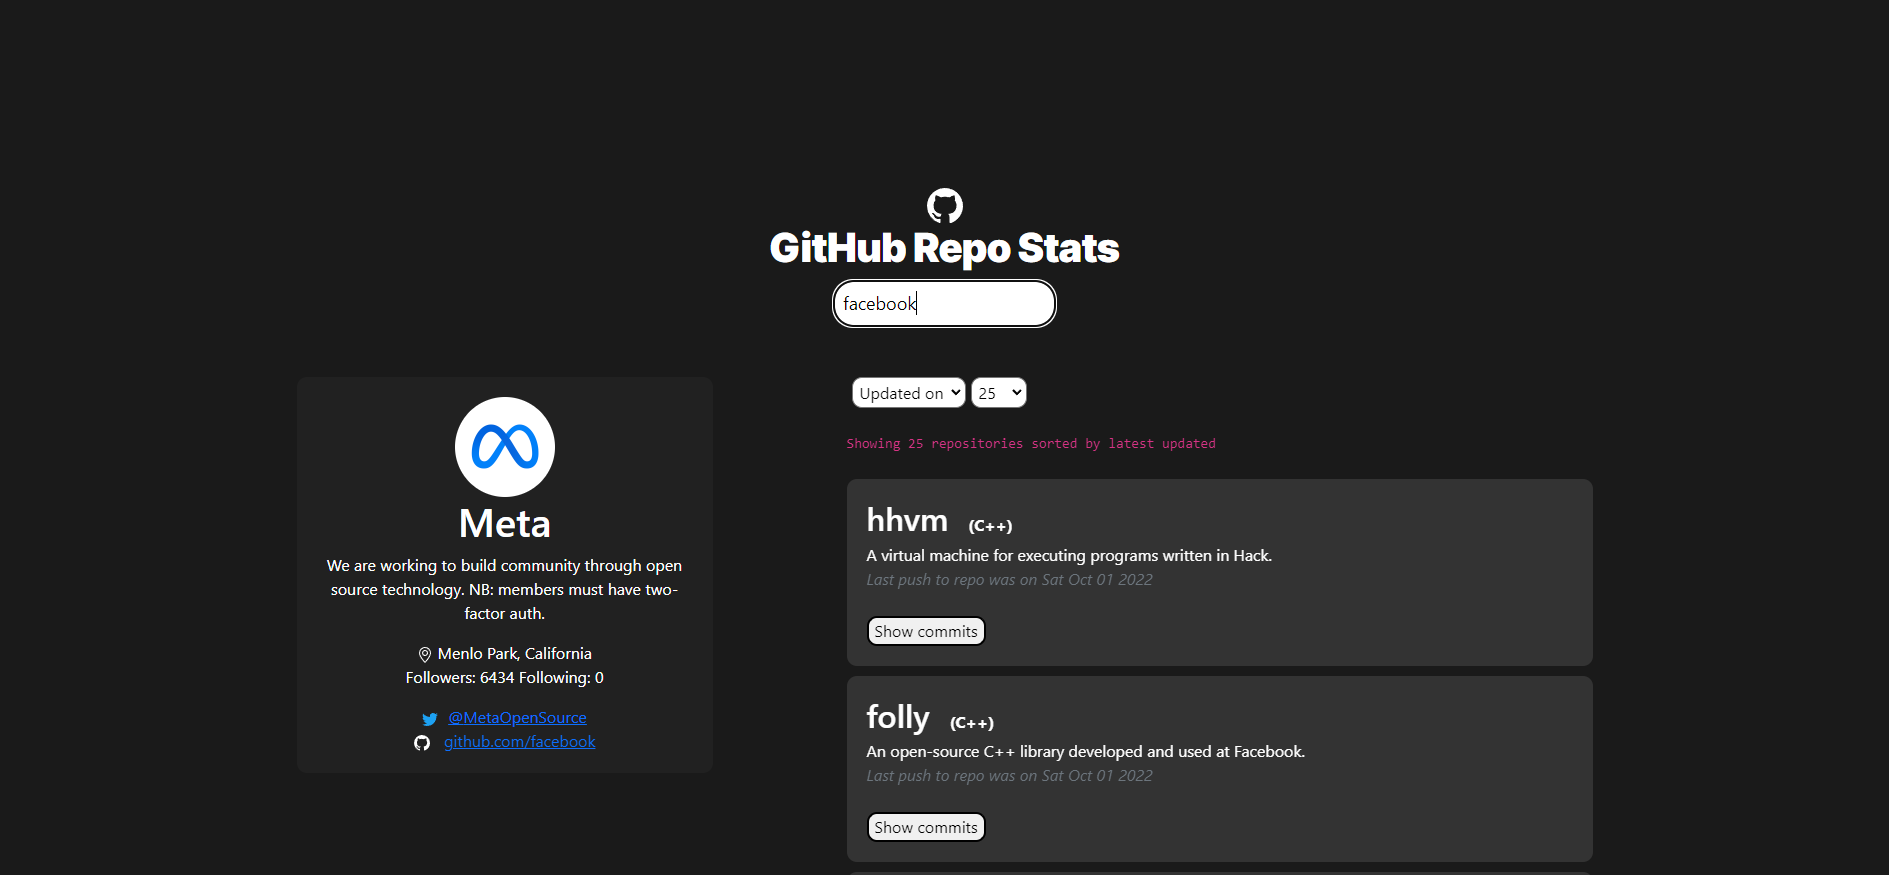 GitHub Repo Stats
facebook
Meta
We are working to build community through open
source technology. NB: members must have two-
factor auth.
Menlo Park, California
Followers: 6434 Following: 0
@MetaOpenSource
github.com/facebook
Updated on 25
Showing 25 repositories sorted by latest updated
hhvm (C++)
A virtual machine for executing programs written in Hack.
Last push to repo was on Sat Oct 01 2022
Show commits
folly (C++)
An open-source C++ library developed and used at Facebook.
Last push to repo was on Sat Oct 01 2022
Show commits